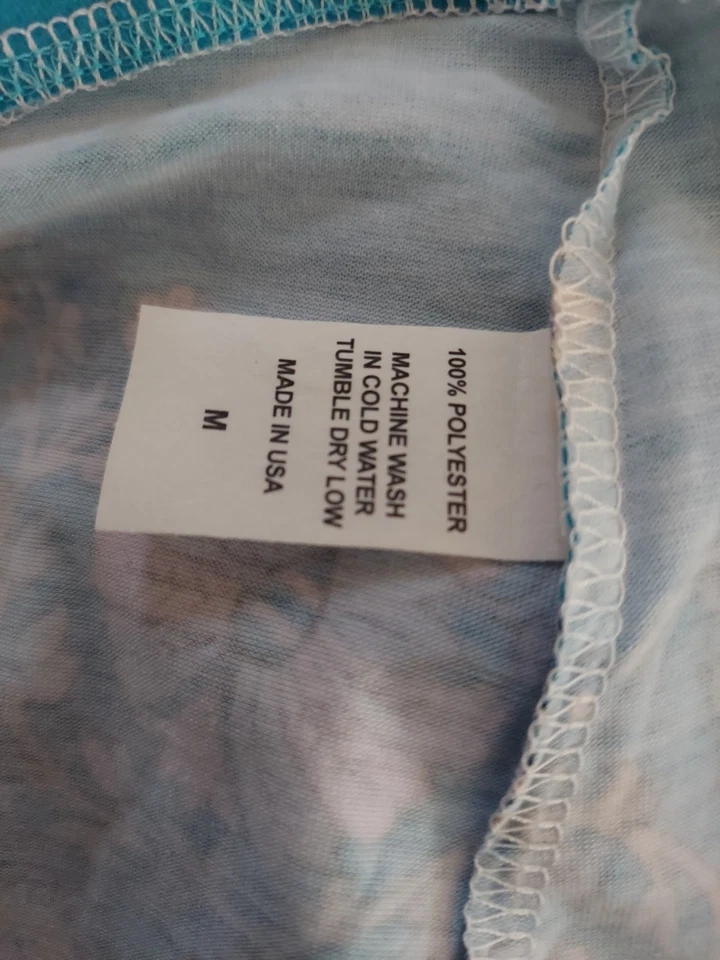 100% POLYESTER
MACHINE WASH
IN COLD WATER
TUMBLE DRY LOW
MADE IN USA
M